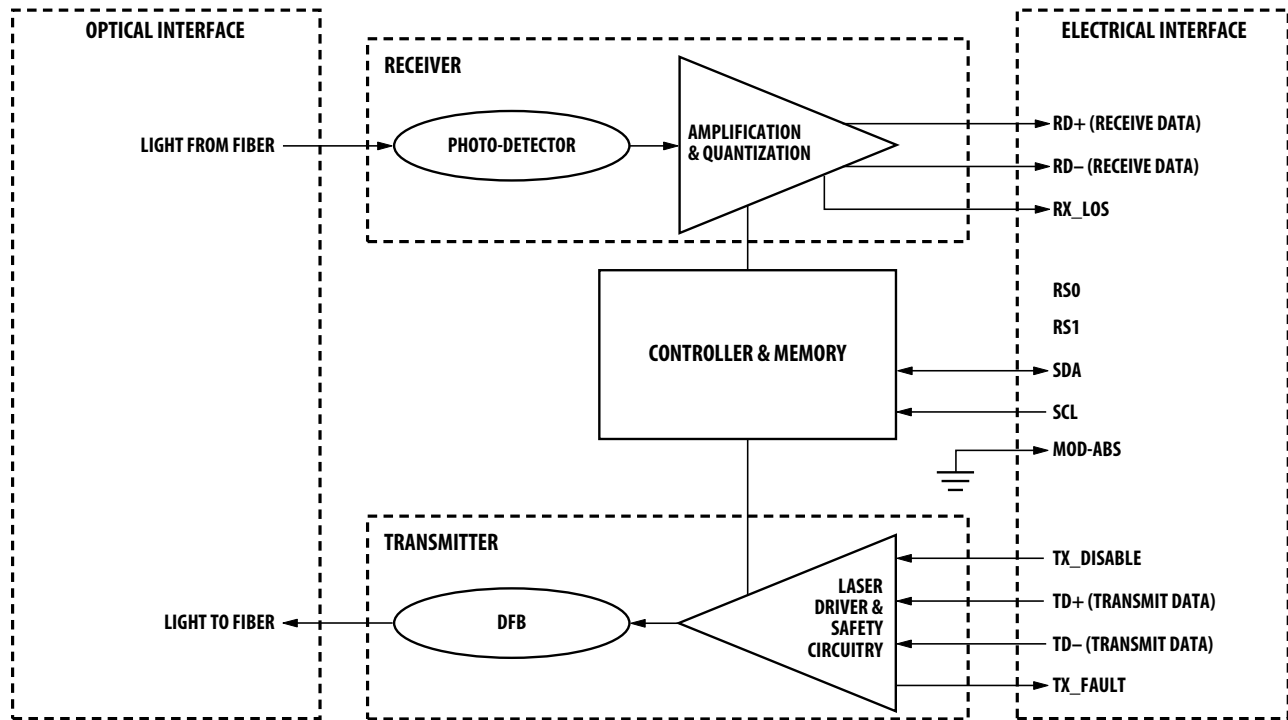 OPTICAL INTERFACE
ELECTRICAL INTERFACE
RECEIVER
LIGHT FROM FIBER
PHOTO-DETECTOR
AMPLIFICATION
& QUANTIZATION
RD+ (RECEIVE DATA)
RD– (RECEIVE DATA)
RX_LOS
RS0
RS1
CONTROLLER & MEMORY
SDA
SCL
MOD-ABS
TRANSMITTER
LIGHT TO FIBER
DFB
LASER
DRIVER &
SAFETY
CIRCUITRY
TX_DISABLE
TD+ (TRANSMIT DATA)
TD– (TRANSMIT DATA)
TX_FAULT